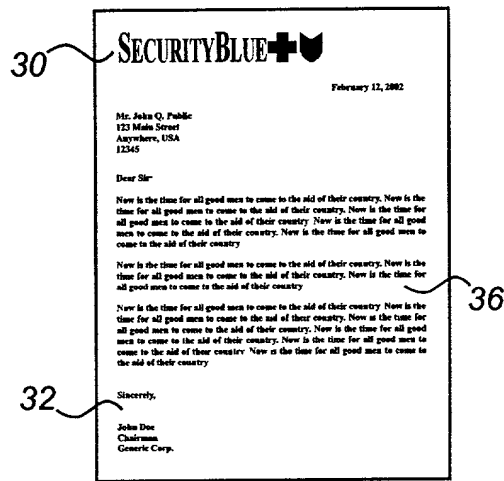 30
SECURITYBLUE
February 12, 2002
Mr. John Q. Public
123 Main Street
Anywhere, USA
12345
Dear Sir
Now is the time for all good men to come to the aid of their country. Now is the
time for all good men to come to the aid of their country. Now is the time for
all good men to come to the aid of their country Now is the time for all good
men to come to the aid of their country. Now is the time for all good men to
come to the aid of their country
Now is the time for all good men to come to the aid of their country. Now is the
time for all good men to come to the aid of their country. Now is the time for
all good men to come to the aid of their country
36
Now is the time for all good men to come to the aid of their country Now is the
time for all good men to come to the aid of their country. Now is the time for
all good men to come to the aid of their country. Now is the time for all good
men to come to the aid of their country. Now is the time for all good men to
come to the aid of their country Now is the time for all good men to come to
the aid of their country
Sincerely,
32
John Doe
Chairman
Generic Corp.